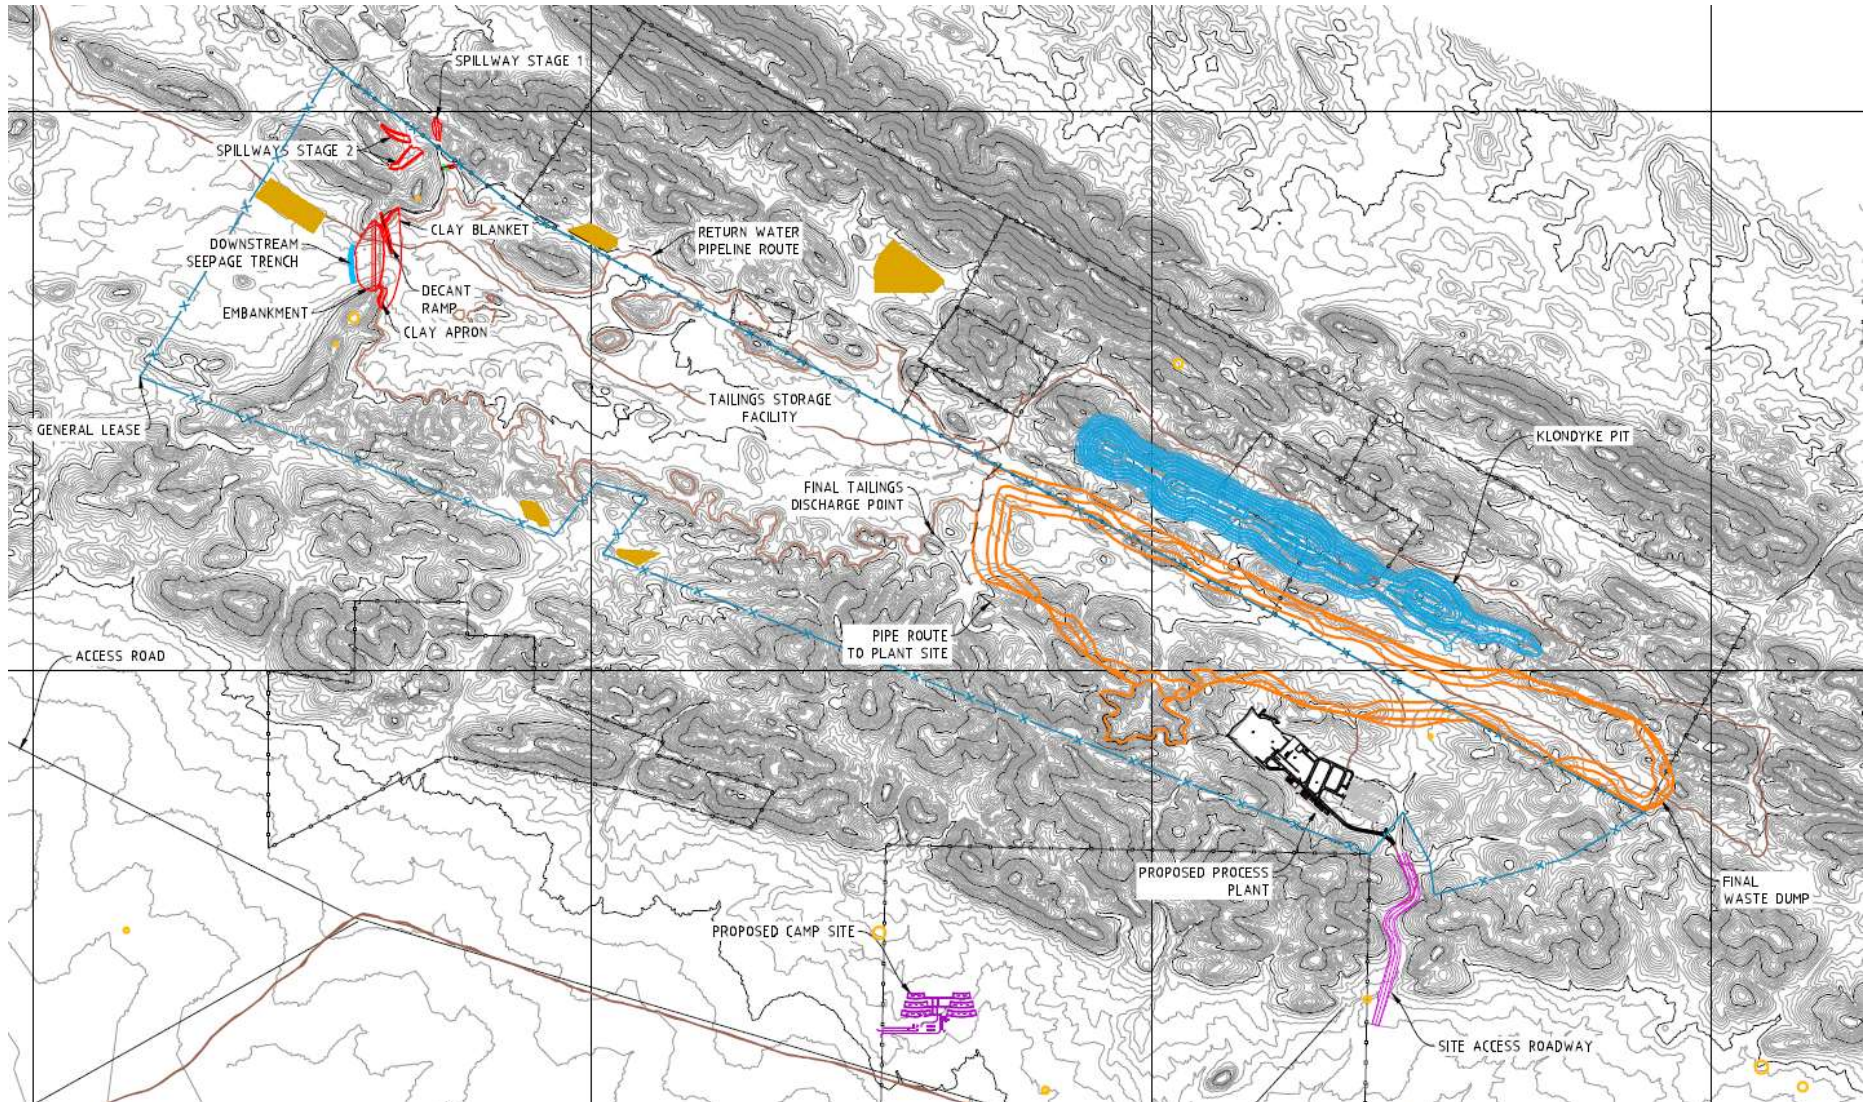 SPILLWAY STAGE 1
SPILLWAYS STAGE 2
CLAY BLANKET
RETURN WATER
PIPELINE ROUTE
DOWNSTREAM
SEEPAGE TRENCH
DECANT
RAMP
EMBANKMENT
CLAY APRON
TAILINGS STORAGE
FACILITY
GENERAL LEASE
KLONDYKE PIT
FINAL TAILINGS
DISCHARGE POINT
PIPE ROUTE
TO PLANT SITE
ACCESS ROAD
PROPOSED PROCESS
PLANT
FINAL
WASTE DUMP
PROPOSED CAMP SITE
SITE ACCESS ROADWAY